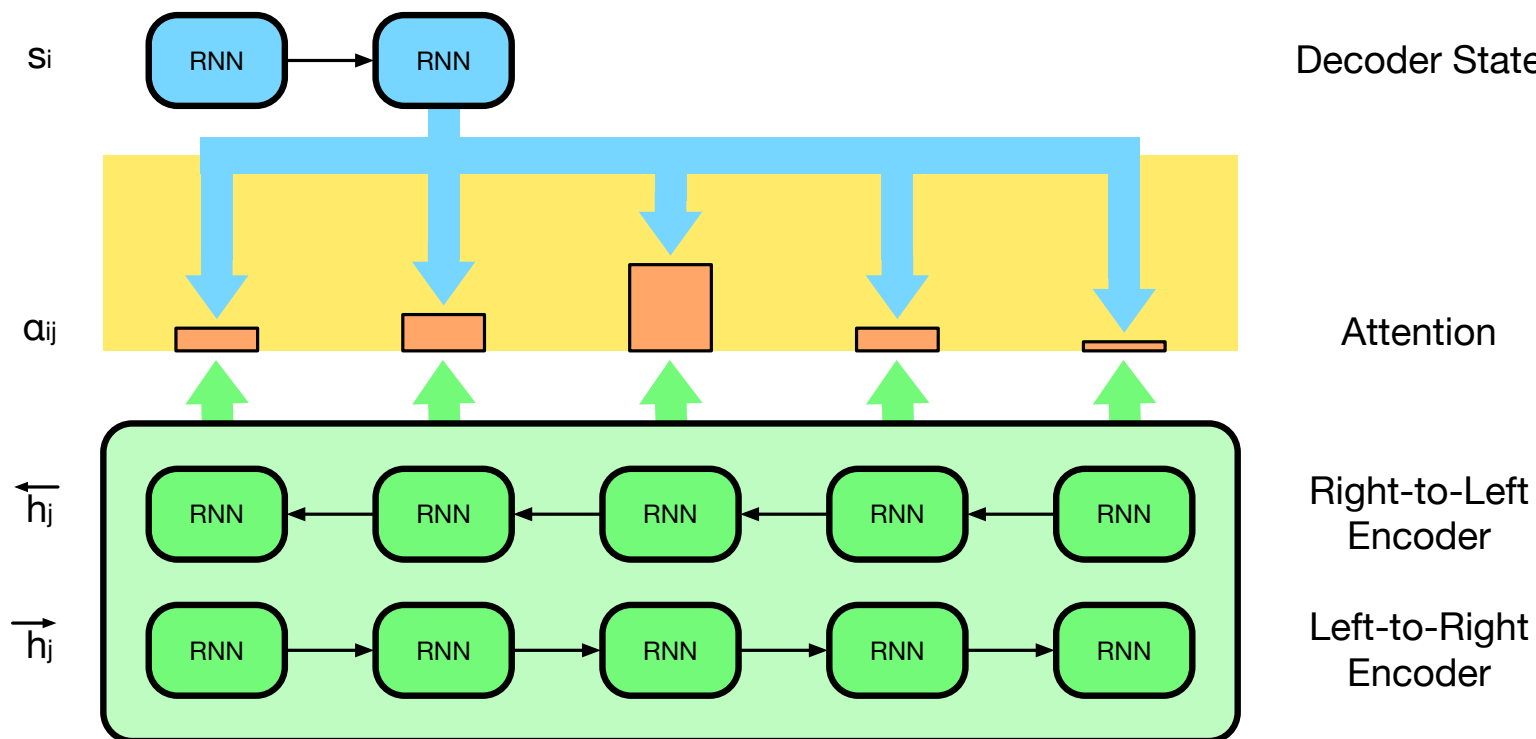 si RNN RNN Decoder State
αij Attention
hj RNN RNN RNN RNN RNN Right-to-Left
Encoder
hj RNN RNN RNN RNN RNN Left-to-Right
Encoder